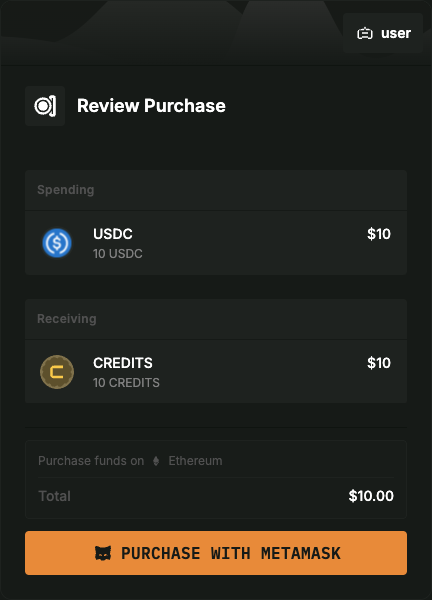 user
Review Purchase
Spending
USDC $10
10 USDC
Receiving
CREDITS $10
10 CREDITS
Purchase funds on Ethereum
Total $10.00
PURCHASE WITH METAMASK